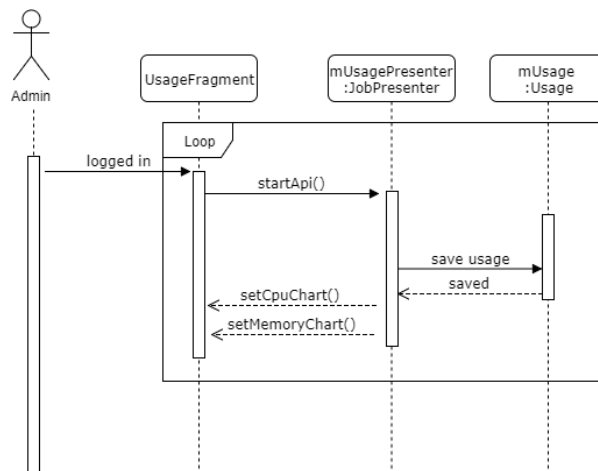 Admin
UsageFragment
mUsagePresenter
:JobPresenter
mUsage
:Usage
Loop
logged in
startApi()
save usage
saved
setCpuChart()
setMemoryChart()